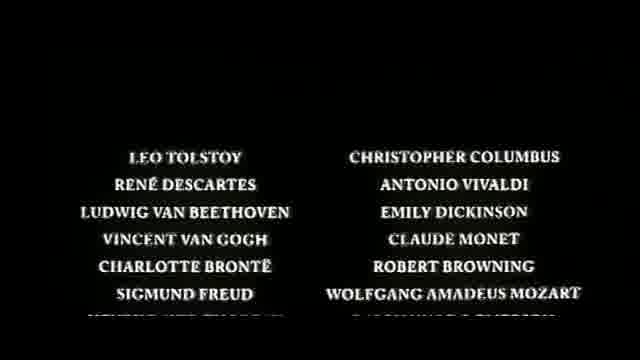 LEO TOLSTOY CHRISTOPHER COLUMBUS
RENÉ DESCARTES ANTONIO VIVALDI
LUDWIG VAN BEETHOVEN EMILY DICKINSON
VINCENT VAN GOGH CLAUDE MONET
CHARLOTTE BRONTË ROBERT BROWNING
SIGMUND FREUD WOLFGANG AMADEUS MOZART